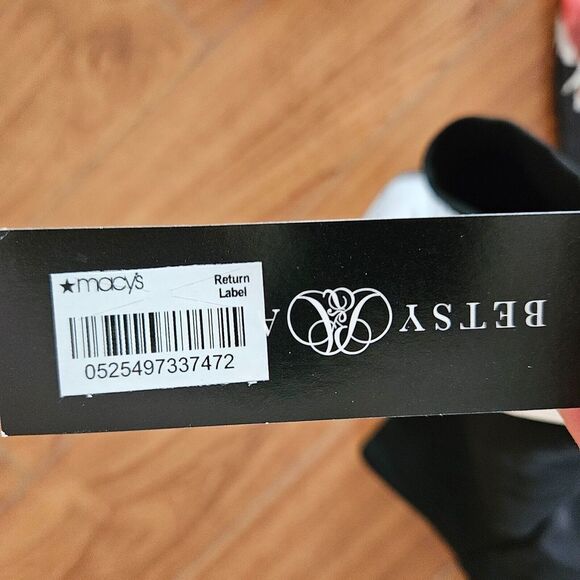 ★macy's
Return
Label
0525497337472
BETSY
A